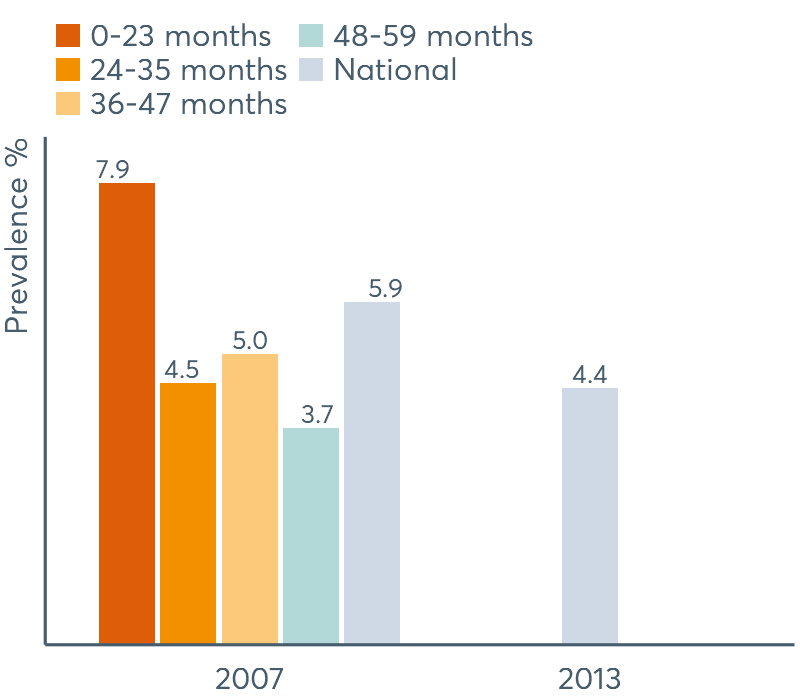 0-23 months
24-35 months
36-47 months
48-59 months
National
Prevalence %
7.9
4.5
5.0
3.7
5.9
4.4
2007
2013